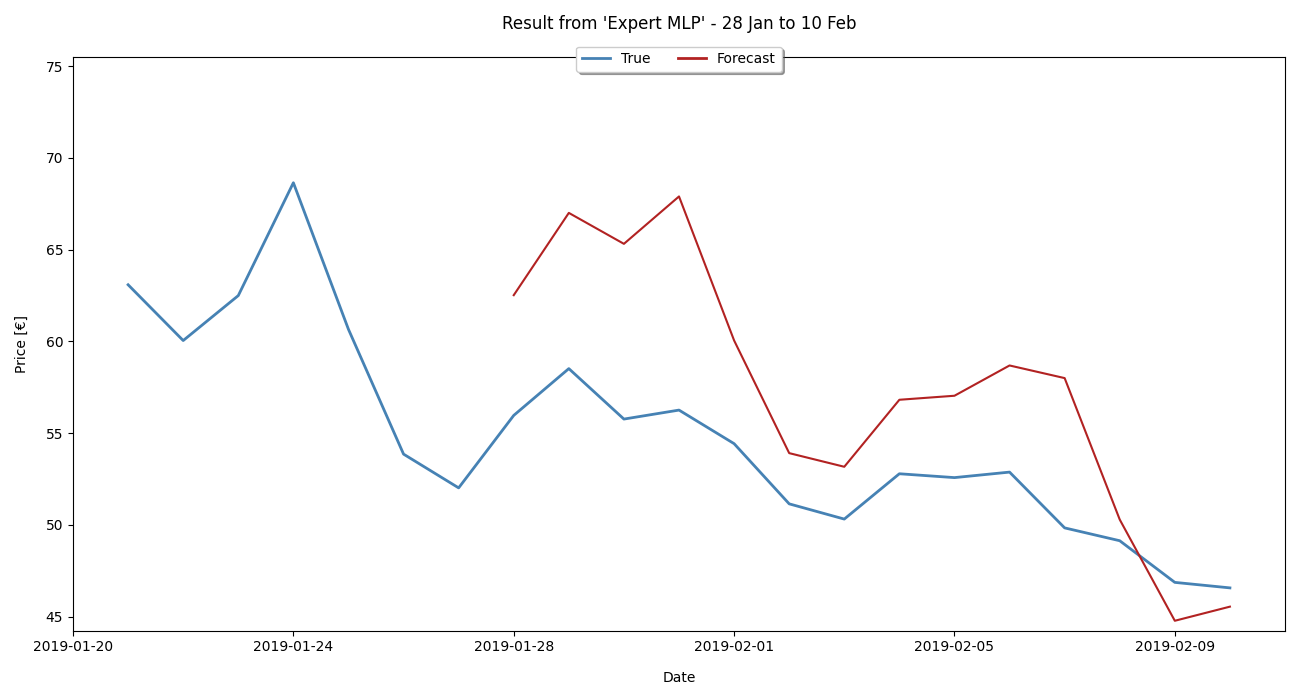 Result from 'Expert MLP' - 28 Jan to 10 Feb
True Forecast
75
70
65
60
55
50
45
Price [€]
2019-01-20 2019-01-24 2019-01-28 2019-02-01 2019-02-05 2019-02-09
Date